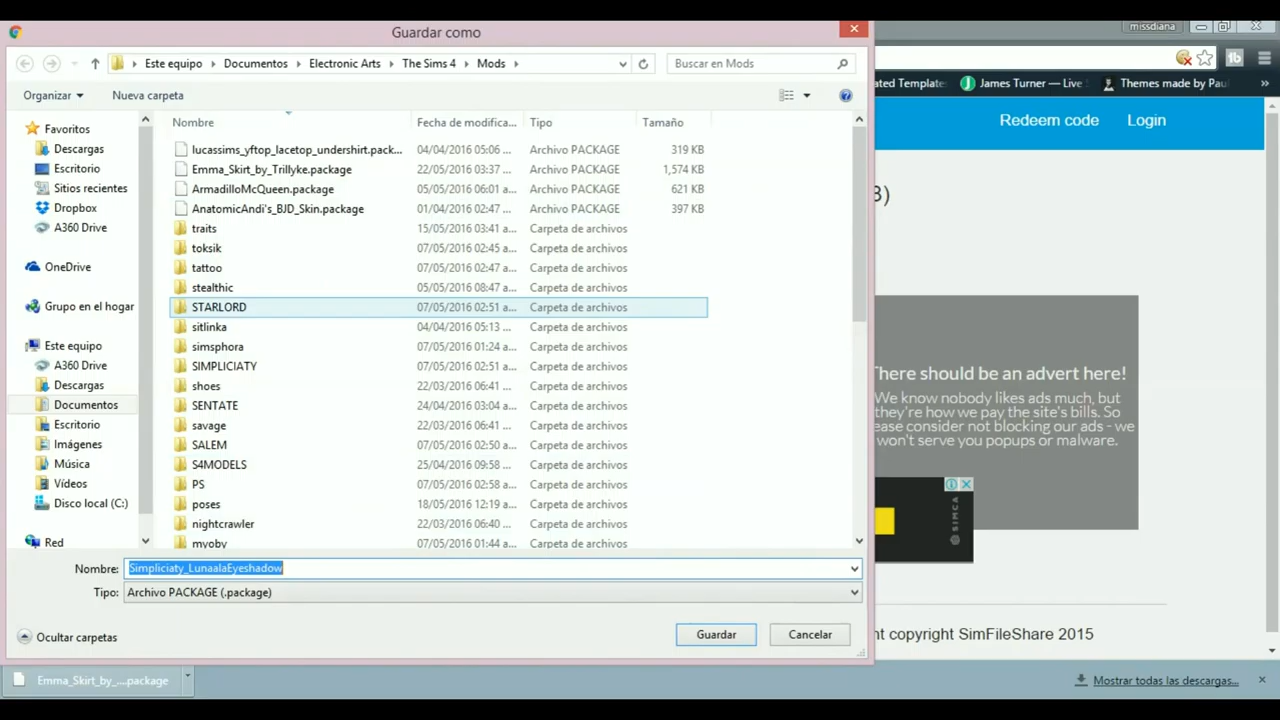 Guardar como
missdiana
Este equipo
Documentos
Electronic Arts
The Sims 4
Mods
Buscar en Mods
ated Template
James Turner — Live
Themes made by Pau
Organizar
Nueva carpeta
Redeem code
Login
Favoritos
Descargas
Escritorio
Sitios recientes
Dropbox
A360 Drive
OneDrive
Grupo en el hogar
Este equipo
A360 Drive
Descargas
Documentos
Escritorio
Imágenes
Música
Vídeos
Disco local (C:)
Red
Nombre Fecha de modifica... Tipo Tamaño
lucassims_yftop_lacetop_undershirt.pack... 04/04/2016 05:06 ... Archivo PACKAGE 319 KB
Emma_Skirt_by_Trillyke.package 22/05/2016 03:37 ... Archivo PACKAGE 1,574 KB
ArmadilloMcQueen.package 05/05/2016 06:01 a... Archivo PACKAGE 621 KB
AnatomicAndi's_BJD_Skin.package 01/04/2016 02:47 ... Archivo PACKAGE 397 KB
traits 15/05/2016 03:41 a... Carpeta de archivos
toksik 07/05/2016 02:45 a... Carpeta de archivos
tattoo 07/05/2016 02:47 a... Carpeta de archivos
stealthic 05/05/2016 08:47 a... Carpeta de archivos
STARLORD 07/05/2016 02:51 a... Carpeta de archivos
sitlinka 04/04/2016 05:13 ... Carpeta de archivos
simsphora 07/05/2016 01:24 a... Carpeta de archivos
SIMPLICIATY 07/05/2016 02:51 a... Carpeta de archivos
shoes 22/03/2016 06:41 a... Carpeta de archivos
SENTATE 24/04/2016 03:04 a... Carpeta de archivos
savage 22/03/2016 06:41 a... Carpeta de archivos
SALEM 07/05/2016 02:50 a... Carpeta de archivos
S4MODELS 25/04/2016 09:58 a... Carpeta de archivos
PS 07/05/2016 02:58 a... Carpeta de archivos
poses 18/05/2016 12:19 a... Carpeta de archivos
nightcrawler 22/03/2016 06:40 a... Carpeta de archivos
myoby 07/05/2016 01:44 a... Carpeta de archivos
3)
There should be an advert here!
We know nobody likes ads much, but
they're how we pay the site's bills. So
ease consider not blocking our ads - we
won't serve you popups or malware.
SIMCA
Nombre: Simpliciaty_LunaalaEyeshadow
Tipo: Archivo PACKAGE (.package)
Ocultar carpetas
Guardar
Cancelar
nt copyright SimFileShare 2015
Emma_Skirt_by_....package
Mostrar todas las descargas...